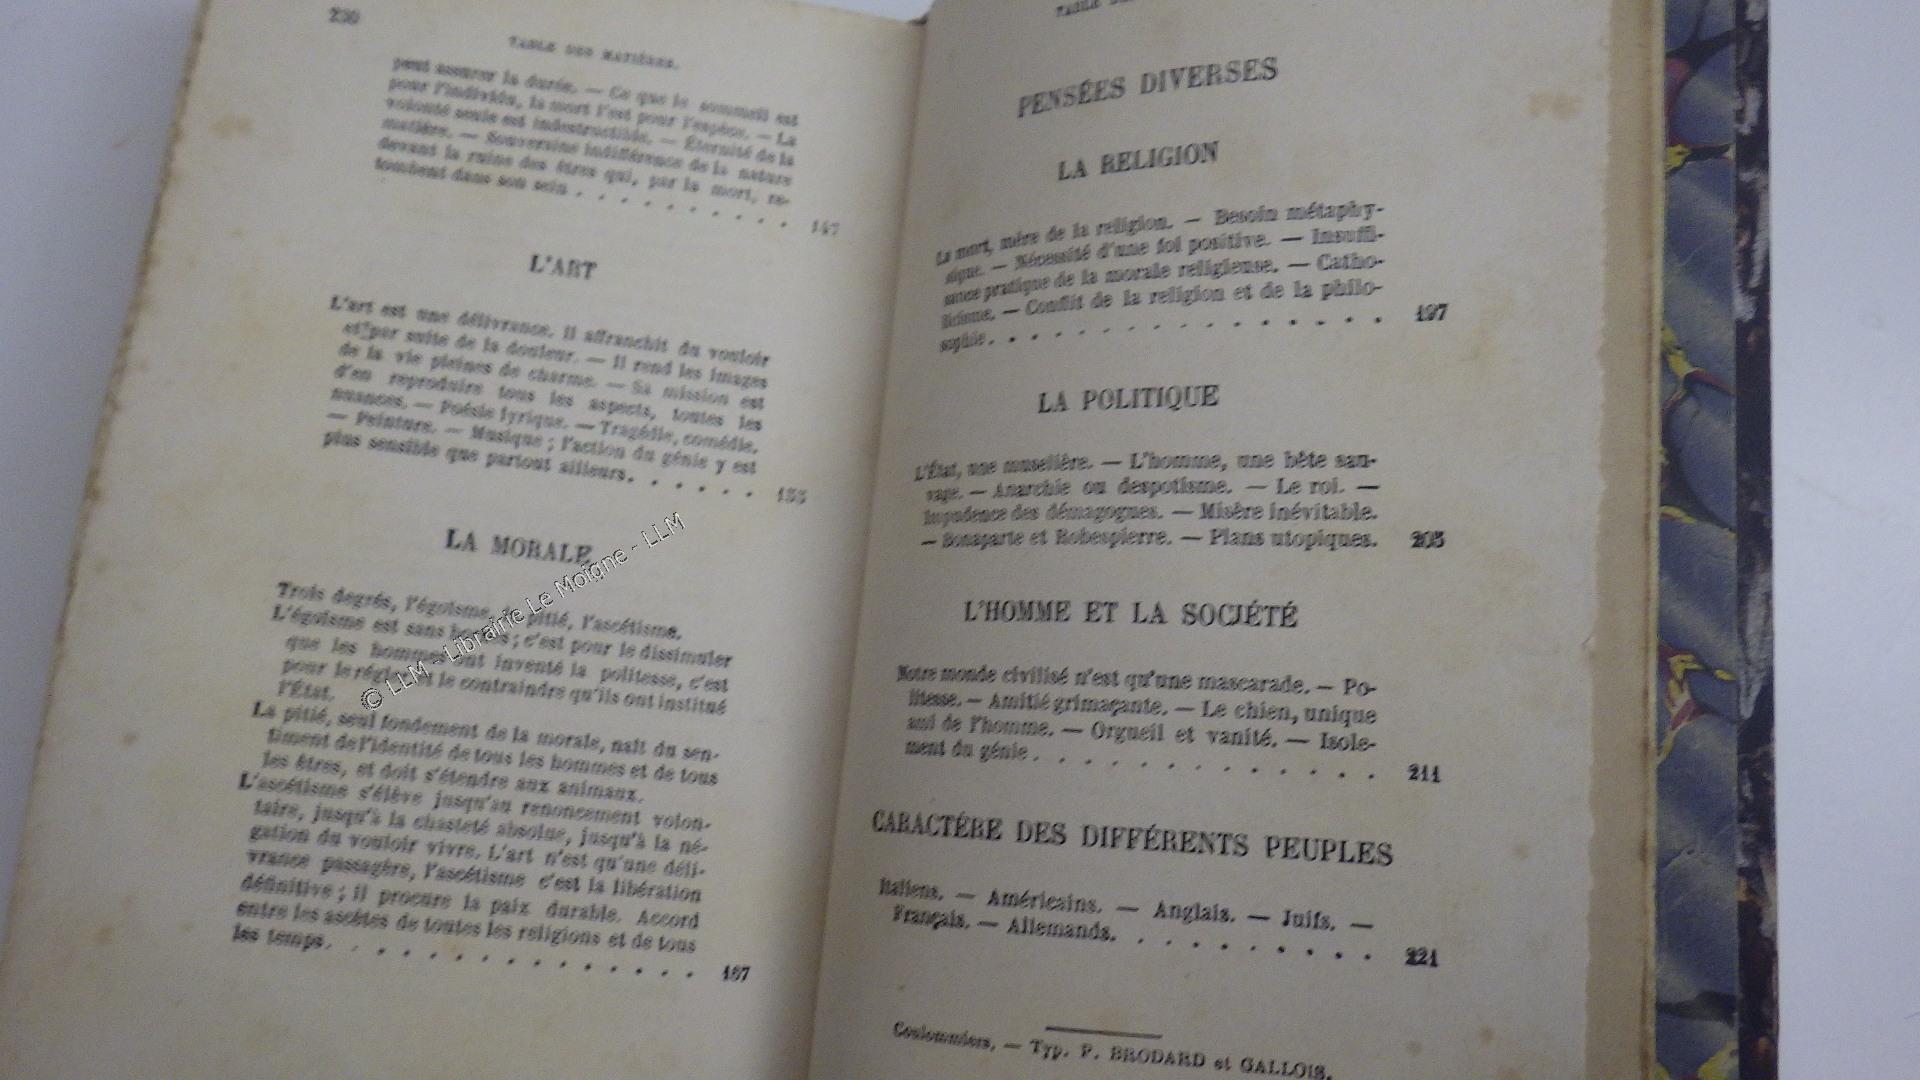 230
TABLE DES MATIÈRES.
peut assurer la durée. — Ce que le sommeil est
pour l'individu, la mort l'est pour l'espèce. — La
volonté seule est indestructible. — Éternité de la
matière. — Souveraine indifférence de la nature
devant la ruine des êtres qui, par la mort, re-
tombent dans son sein . . . . . . . . . . 147
L'ART
L'art est une délivrance. Il affranchit du vouloir
et par suite de la douleur. — Il rend les images
de la vie pleines de charme. — Sa mission est
d'en reproduire tous les aspects, toutes les
nuances. — Poésie lyrique. — Tragédie, comédie.
— Peinture. — Musique ; l'action du génie y est
plus sensible que partout ailleurs. . . . . . 155
LA MORALE
Trois degrés, l'égoïsme, la pitié, l'ascétisme.
L'égoïsme est sans bornes ; c'est pour le dissimuler
que les hommes ont inventé la politesse, c'est
pour le régler et le contraindre qu'ils ont institué
l'État.
La pitié, seul fondement de la morale, naît du sen-
timent de l'identité de tous les hommes et de tous
les êtres, et doit s'étendre aux animaux.
L'ascétisme s'élève jusqu'au renoncement volon-
taire, jusqu'à la chasteté absolue, jusqu'à la né-
gation du vouloir vivre. L'art n'est qu'une déli-
vrance passagère, l'ascétisme c'est la libération
définitive ; il procure la paix durable. Accord
entre les ascètes de toutes les religions et de tous
les temps. . . . . . . . . . . . . . . 167
© LLM - Librairie Le Moigne - LLM
TABLE
PENSÉES DIVERSES
LA RELIGION
La mort, mère de la religion. — Besoin métaphy-
sique. — Nécessité d'une foi positive. — Insuffi-
sance pratique de la morale religieuse. — Catho-
licisme. — Conflit de la religion et de la philo-
sophie. . . . . . . . . . . . . . . . . 197
LA POLITIQUE
L'État, une muselière. — L'homme, une bête sau-
vage. — Anarchie ou despotisme. — Le roi. —
Impudence des démagogues. — Misère inévitable.
— Bonaparte et Robespierre. — Plans utopiques. 205
L'HOMME ET LA SOCIÉTÉ
Notre monde civilisé n'est qu'une mascarade. — Po-
litesse. — Amitié grimaçante. — Le chien, unique
ami de l'homme. — Orgueil et vanité. — Isole-
ment du génie . . . . . . . . . . . . . 211
CARACTÈRE DES DIFFÉRENTS PEUPLES
Italiens. — Américains. — Anglais. — Juifs. —
Français. — Allemands. . . . . . . . . . 221
Coulommiers, — Typ. P. BRODARD et GALLOIS.